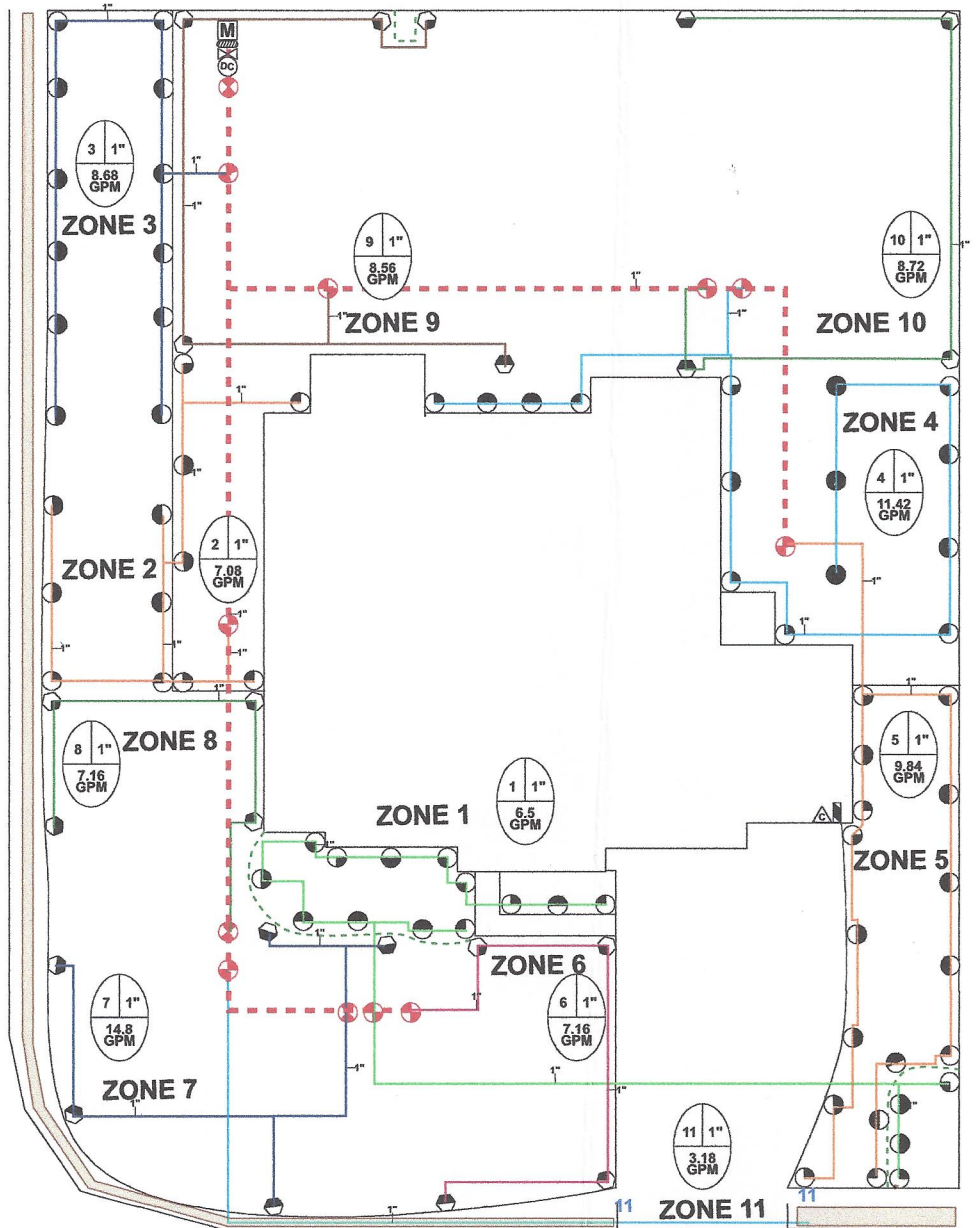 1"
M
DC
3 1"
8.68
GPM
1"
ZONE 3
1"
9 1"
8.56
GPM
10 1"
8.72
GPM
1"
1"
1"
ZONE 9
1"
1"
ZONE 10
1"
ZONE 4
4 1"
11.42
GPM
1"
2 1"
7.08
GPM
ZONE 2
1"
1"
1"
1"
1"
1"
1"
1"
8 1"
7.16
GPM
ZONE 8
5 1"
9.84
GPM
1 1"
6.5
GPM
ZONE 1
C
1"
ZONE 5
1"
ZONE 6
7 1"
14.8
GPM
6 1"
7.16
GPM
1"
1"
1"
ZONE 7
1"
1"
1"
11 1"
3.18
GPM
11
ZONE 11
11
1"